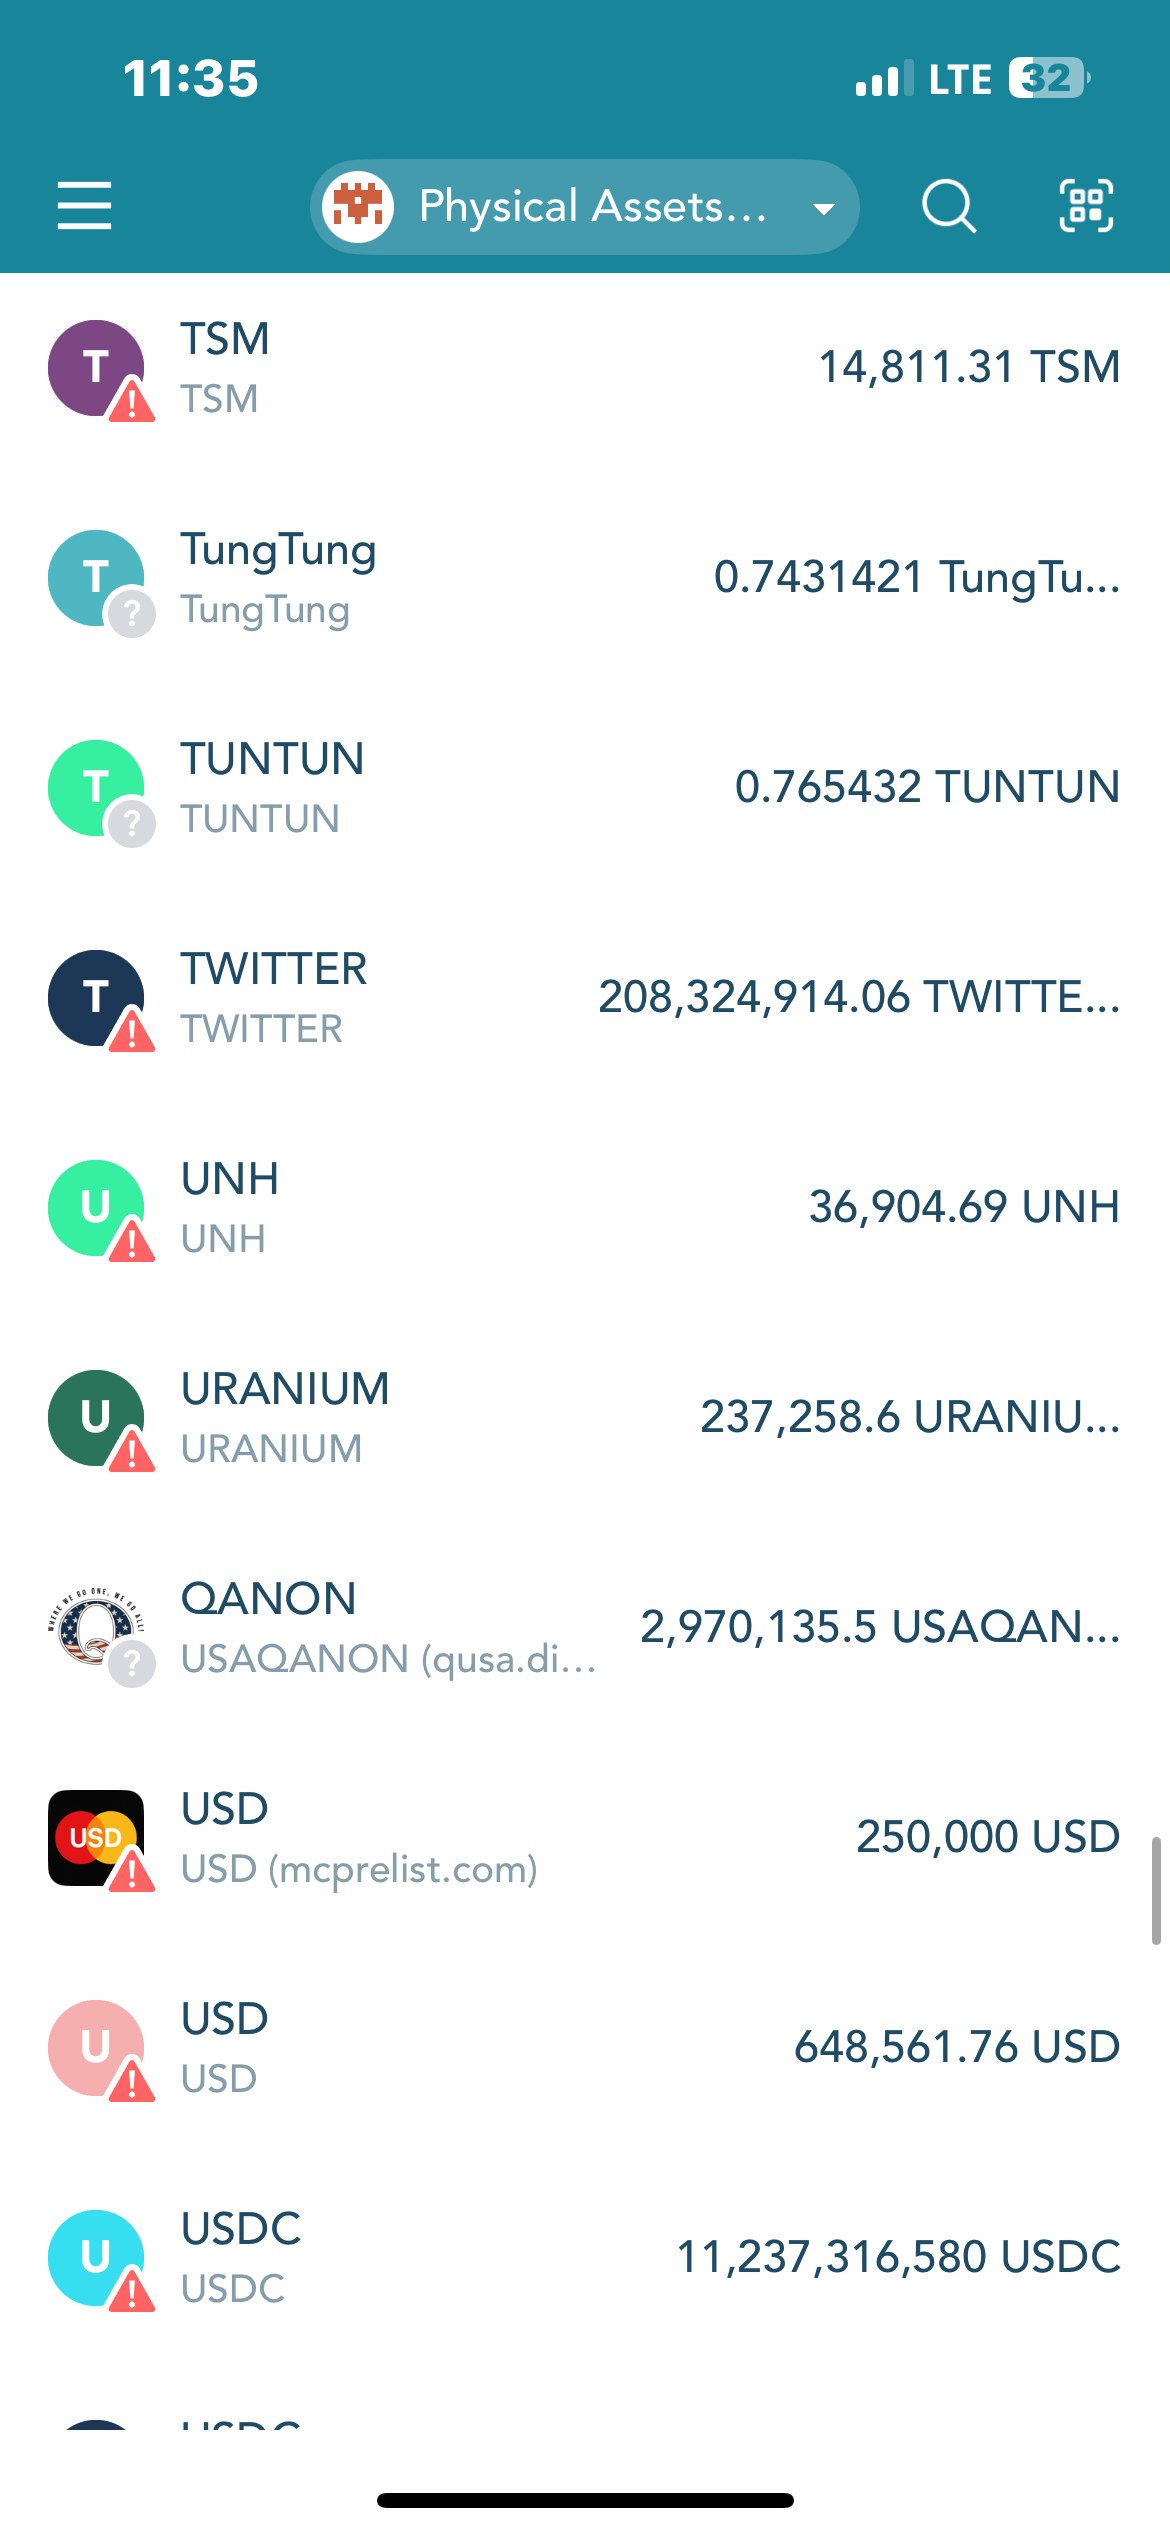 11:35
LTE 32
Physical Assets...
T
TSM
14,811.31 TSM
TSM
T
TungTung
0.7431421 TungTu...
TungTung
?
T
TUNTUN
0.765432 TUNTUN
TUNTUN
?
T
TWITTER
208,324,914.06 TWITTE...
TWITTER
U
UNH
36,904.69 UNH
UNH
U
URANIUM
237,258.6 URANIU...
URANIUM
WHERE WE GO ONE, WE GO ALL!
Q
QANON
2,970,135.5 USAQAN...
USAQANON (qusa.di...
?
USD
USD
250,000 USD
USD (mcprelist.com)
U
USD
648,561.76 USD
USD
U
USDC
11,237,316,580 USDC
USDC